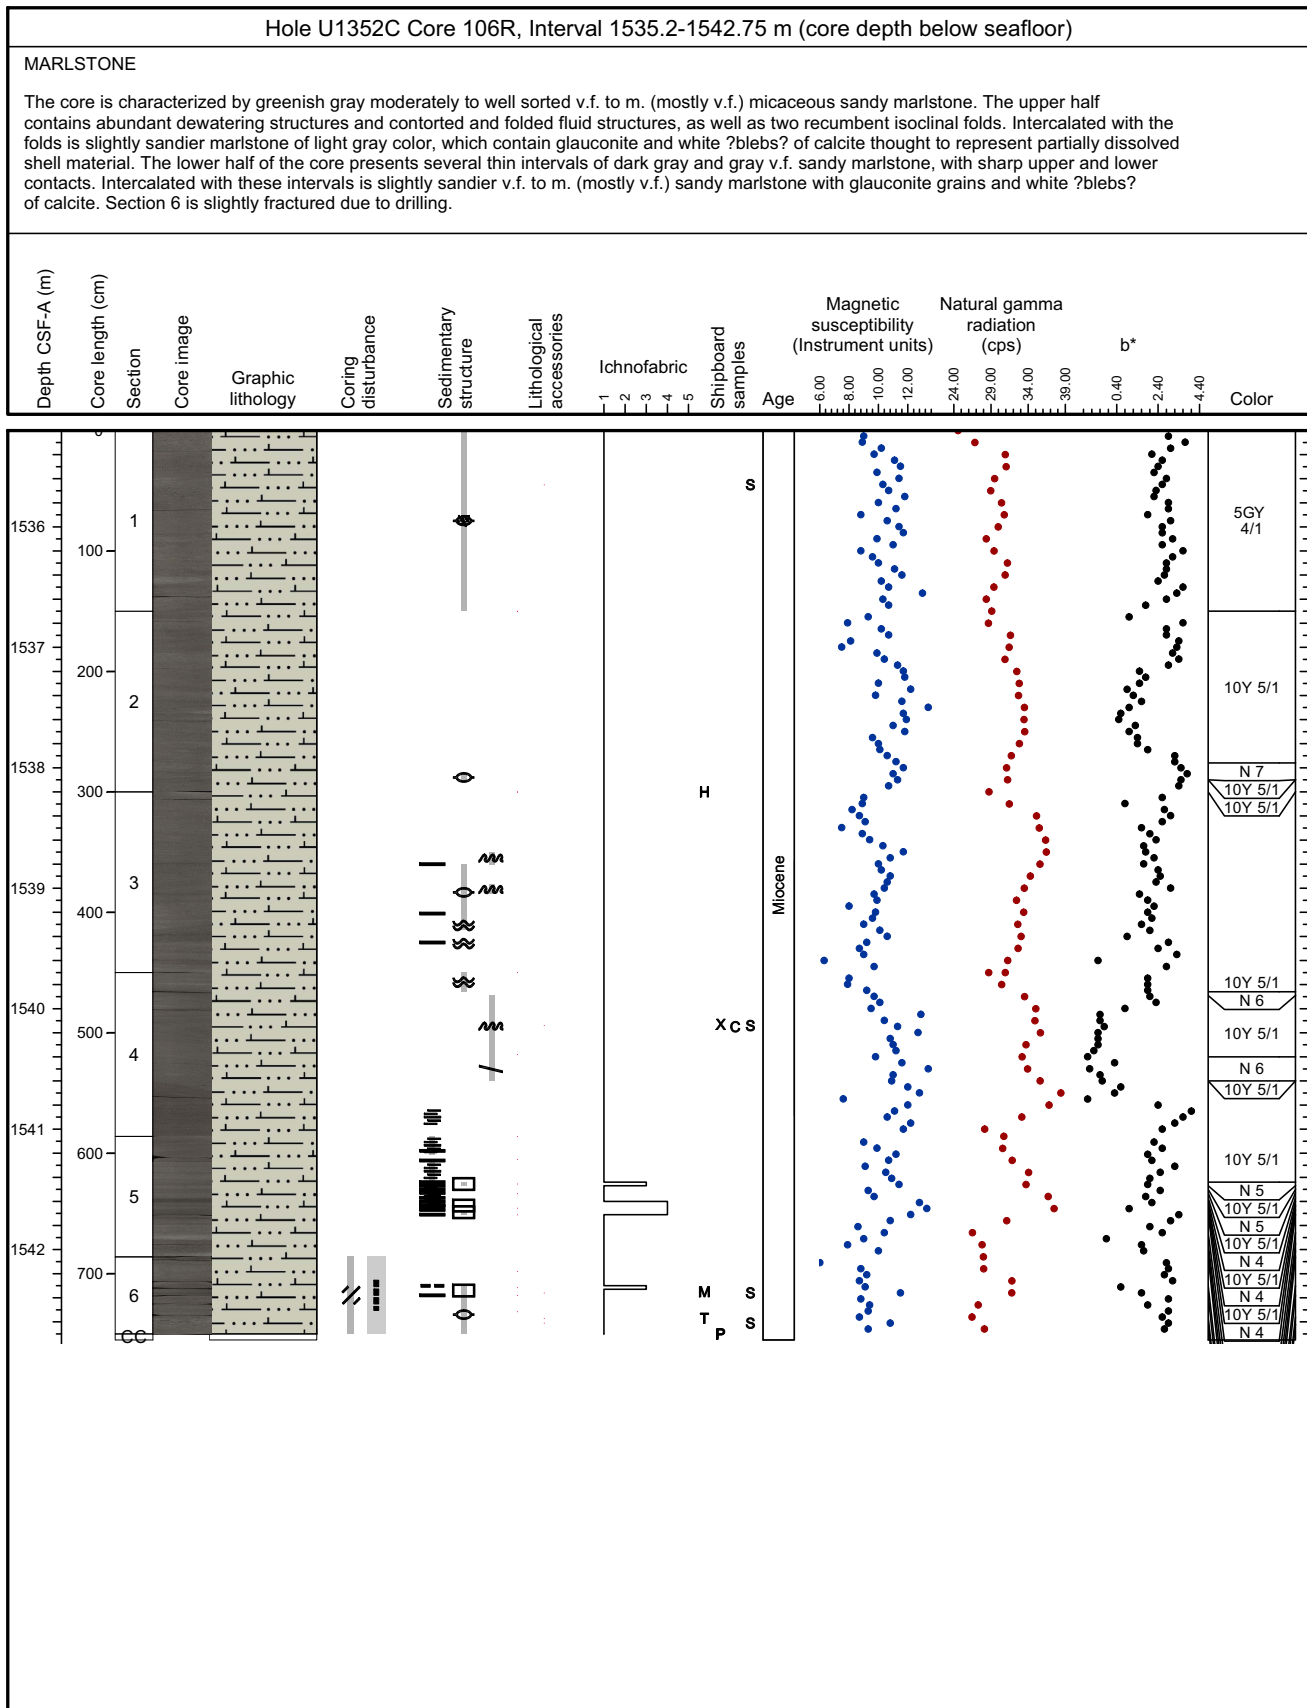 Hole U1352C Core 106R, Interval 1535.2-1542.75 m (core depth below seafloor)
MARLSTONE
The core is characterized by greenish gray moderately to well sorted v.f. to m. (mostly v.f.) micaceous sandy marlstone. The upper half
contains abundant dewatering structures and contorted and folded fluid structures, as well as two recumbent isoclinal folds. Intercalated with the
folds is slightly sandier marlstone of light gray color, which contain glauconite and white ?blebs? of calcite thought to represent partially dissolved
shell material. The lower half of the core presents several thin intervals of dark gray and gray v.f. sandy marlstone, with sharp upper and lower
contacts. Intercalated with these intervals is slightly sandier v.f. to m. (mostly v.f.) sandy marlstone with glauconite grains and white ?blebs?
of calcite. Section 6 is slightly fractured due to drilling.
Depth CSF-A (m)
Core length (cm)
Section
Core image
Graphic
lithology
Coring
disturbance
Sedimentary
structure
Lithological
accessories
Ichnofabric
1 2 3 4 5
Shipboard
samples
Age
Magnetic
susceptibility
(Instrument units)
6.00 8.00 10.00 12.00
Natural gamma
radiation
(cps)
24.00 29.00 34.00 39.00
b*
0.40 2.40 4.40
Color
0
S
1536
1
100
5GY
4/1
1537
200
2
10Y 5/1
1538
N 7
300
H
10Y 5/1
10Y 5/1
1539
3
Miocene
400
10Y 5/1
1540
N 6
500
4
X C S
10Y 5/1
N 6
10Y 5/1
1541
600
10Y 5/1
5
N 5
10Y 5/1
N 5
1542
10Y 5/1
N 4
700
6
M S
10Y 5/1
N 4
T S
10Y 5/1
P
CC
N 4